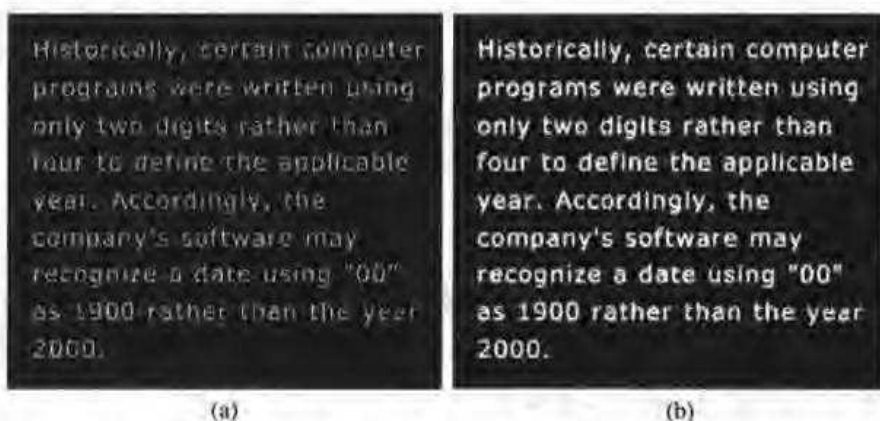 Historically, certain computer
programs were written using
only two digits rather than
four to define the applicable
year. Accordingly, the
company's software may
recognize a date using "00"
as 1900 rather than the year
2000.
(a)
Historically, certain computer
programs were written using
only two digits rather than
four to define the applicable
year. Accordingly, the
company's software may
recognize a date using "00"
as 1900 rather than the year
2000.
(b)